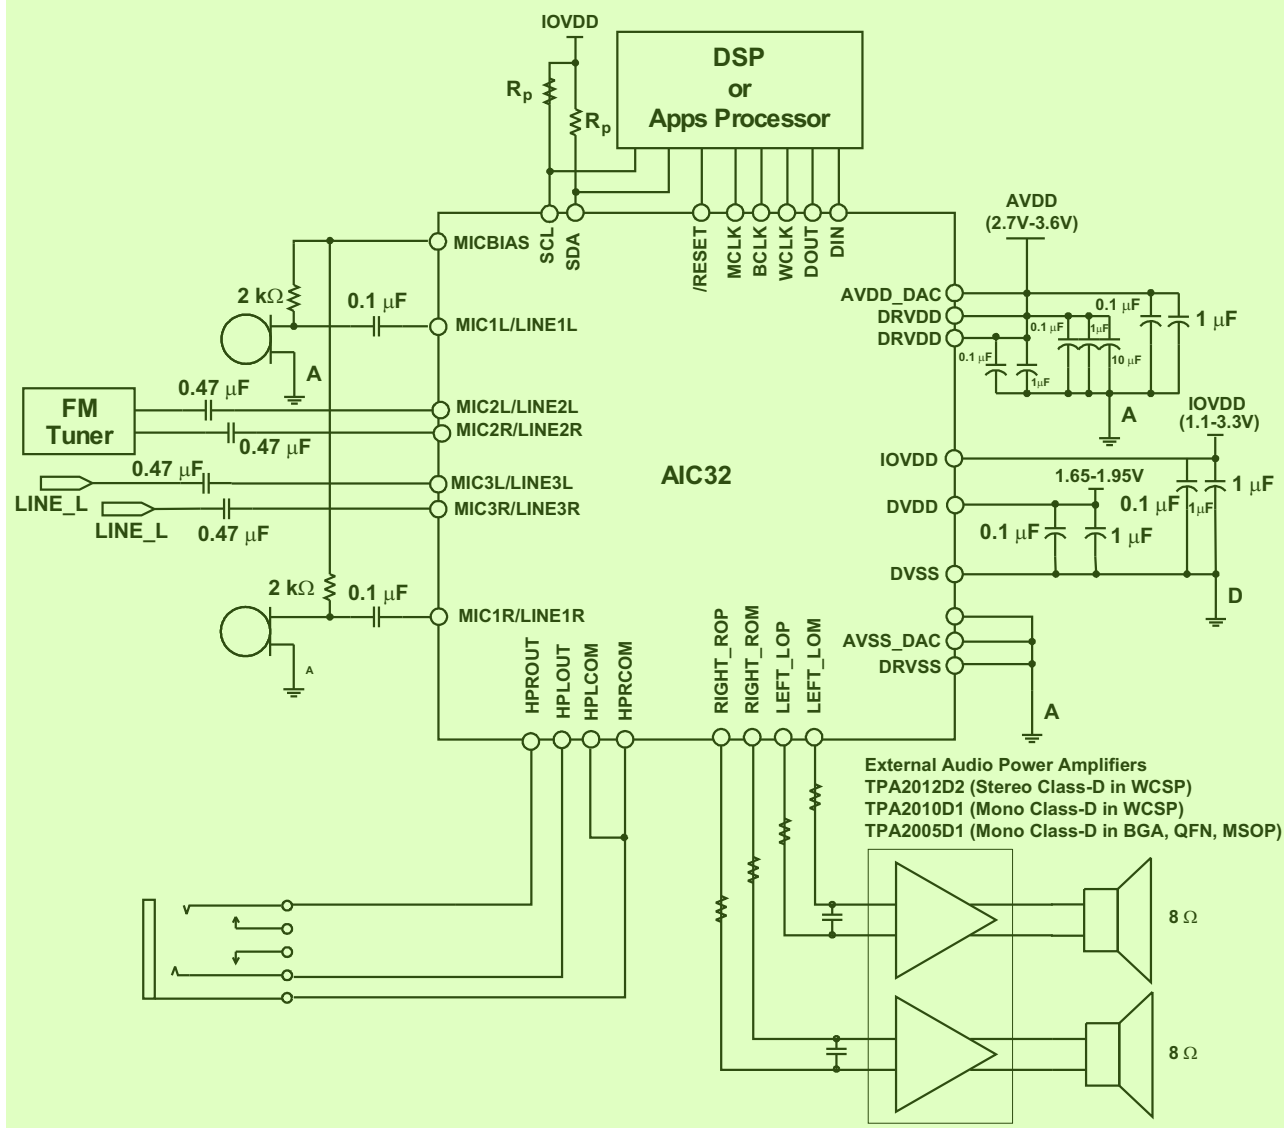 IOVDD
DSP
or
Apps Processor
Rp
Rp
AVDD
(2.7V-3.6V)
MICBIAS
SCL
SDA
/RESET
MCLK
BCLK
WCLK
DOUT
DIN
2 kΩ
0.1 μF
MIC1L/LINE1L
A
AVDD_DAC
DRVDD
DRVDD
0.1 μF
1 μF
0.1 μF
1μF
10 μF
0.1 μF
1μF
A
FM
Tuner
0.47 μF
MIC2L/LINE2L
MIC2R/LINE2R
0.47 μF
IOVDD
(1.1-3.3V)
0.47 μF
MIC3L/LINE3L
LINE_L
MIC3R/LINE3R
LINE_L
0.47 μF
AIC32
IOVDD
1.65-1.95V
DVDD
0.1 μF
1μF
1 μF
0.1 μF
1 μF
DVSS
D
2 kΩ
0.1 μF
MIC1R/LINE1R
A
AVSS_DAC
DRVSS
A
HPROUT
HPLOUT
HPLCOM
HPRCOM
RIGHT_ROP
RIGHT_ROM
LEFT_LOP
LEFT_LOM
External Audio Power Amplifiers
TPA2012D2 (Stereo Class-D in WCSP)
TPA2010D1 (Mono Class-D in WCSP)
TPA2005D1 (Mono Class-D in BGA, QFN, MSOP)
8 Ω
8 Ω